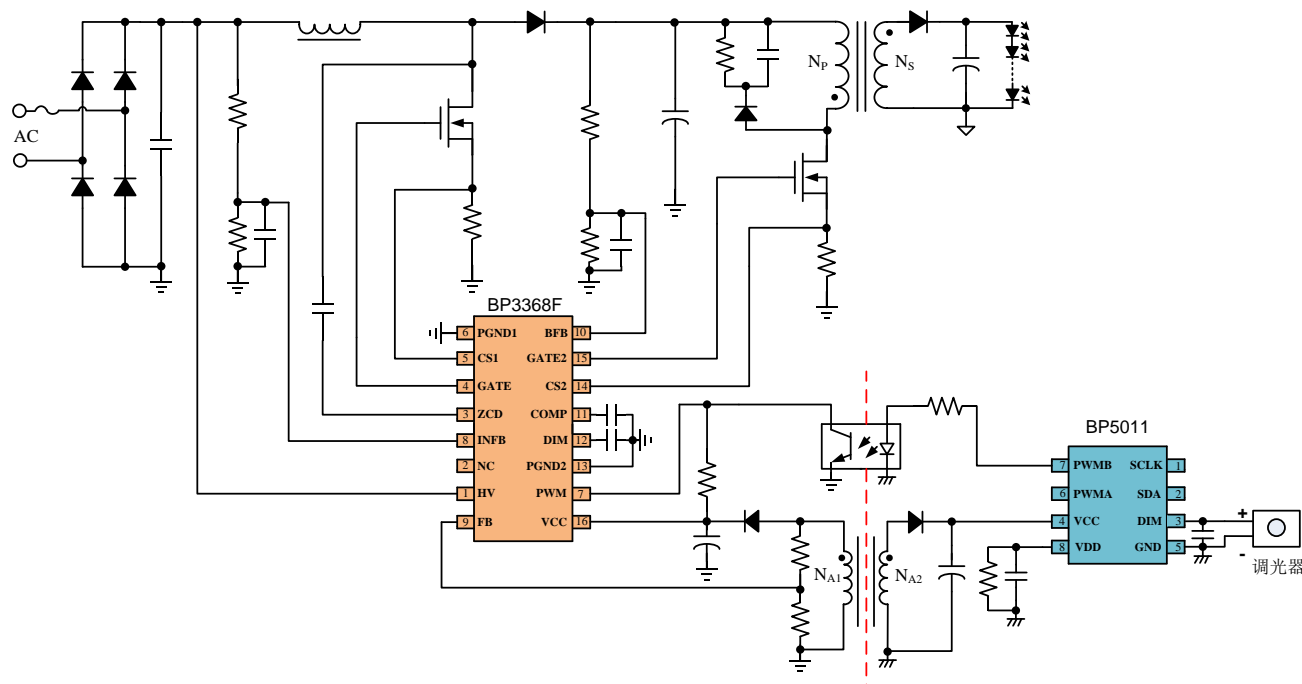 AC
N_P
N_S
BP3368F
6 PGND1
BFB 10
5 CS1
GATE2 15
4 GATE
CS2 14
3 ZCD
COMP 11
8 INFB
DIM 12
2 NC
PGND2 13
1 HV
PWM 7
9 FB
VCC 16
N_A1
N_A2
BP5011
7 PWMB
SCLK 1
6 PWMA
SDA 2
4 VCC
DIM 3
8 VDD
GND 5
+
-
调光器